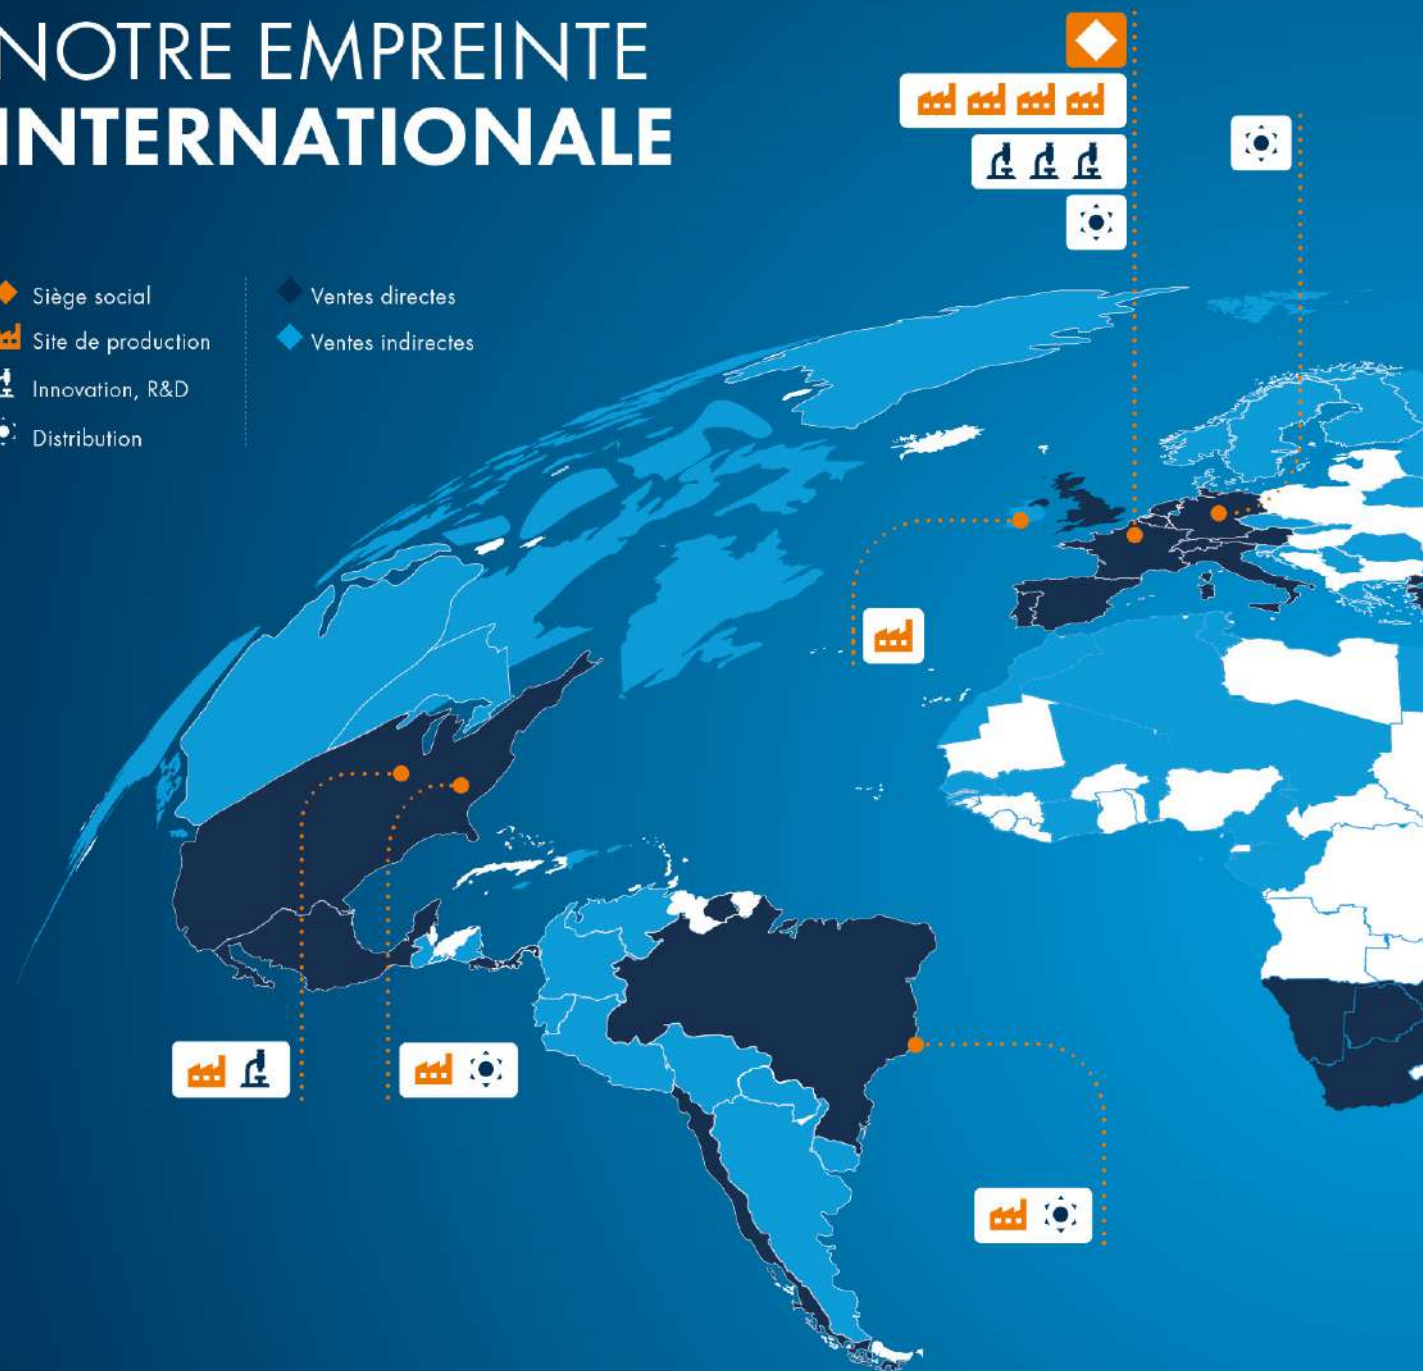 NOTRE EMPREINTE
INTERNATIONALE
Siège social
Site de production
Innovation, R&D
Distribution
Ventes directes
Ventes indirectes